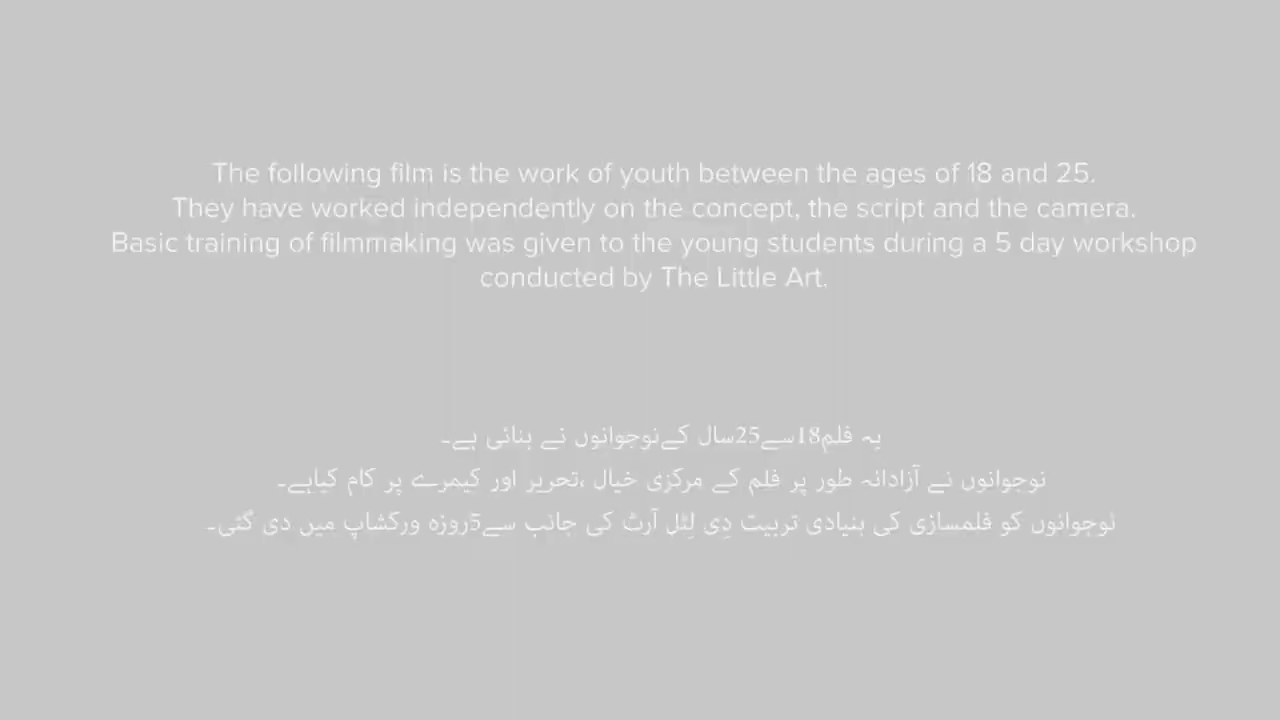 The following film is the work of youth between the ages of 18 and 25.
They have worked independently on the concept, the script and the camera.
Basic training of filmmaking was given to the young students during a 5 day workshop
conducted by The Little Art.
یہ فلم18سے25سال کےنوجوانوں نے بنائی ہے۔
نوجوانوں نے آزادانہ طور پر فلم کے مرکزی خیال ،تحریر اور کیمرے پر کام کیاہے۔
نوجوانوں کو فلمسازی کی بنیادی تربیت دِی لِٹل آرٹ کی جانب سے5روزہ ورکشاپ میں دی گئی۔